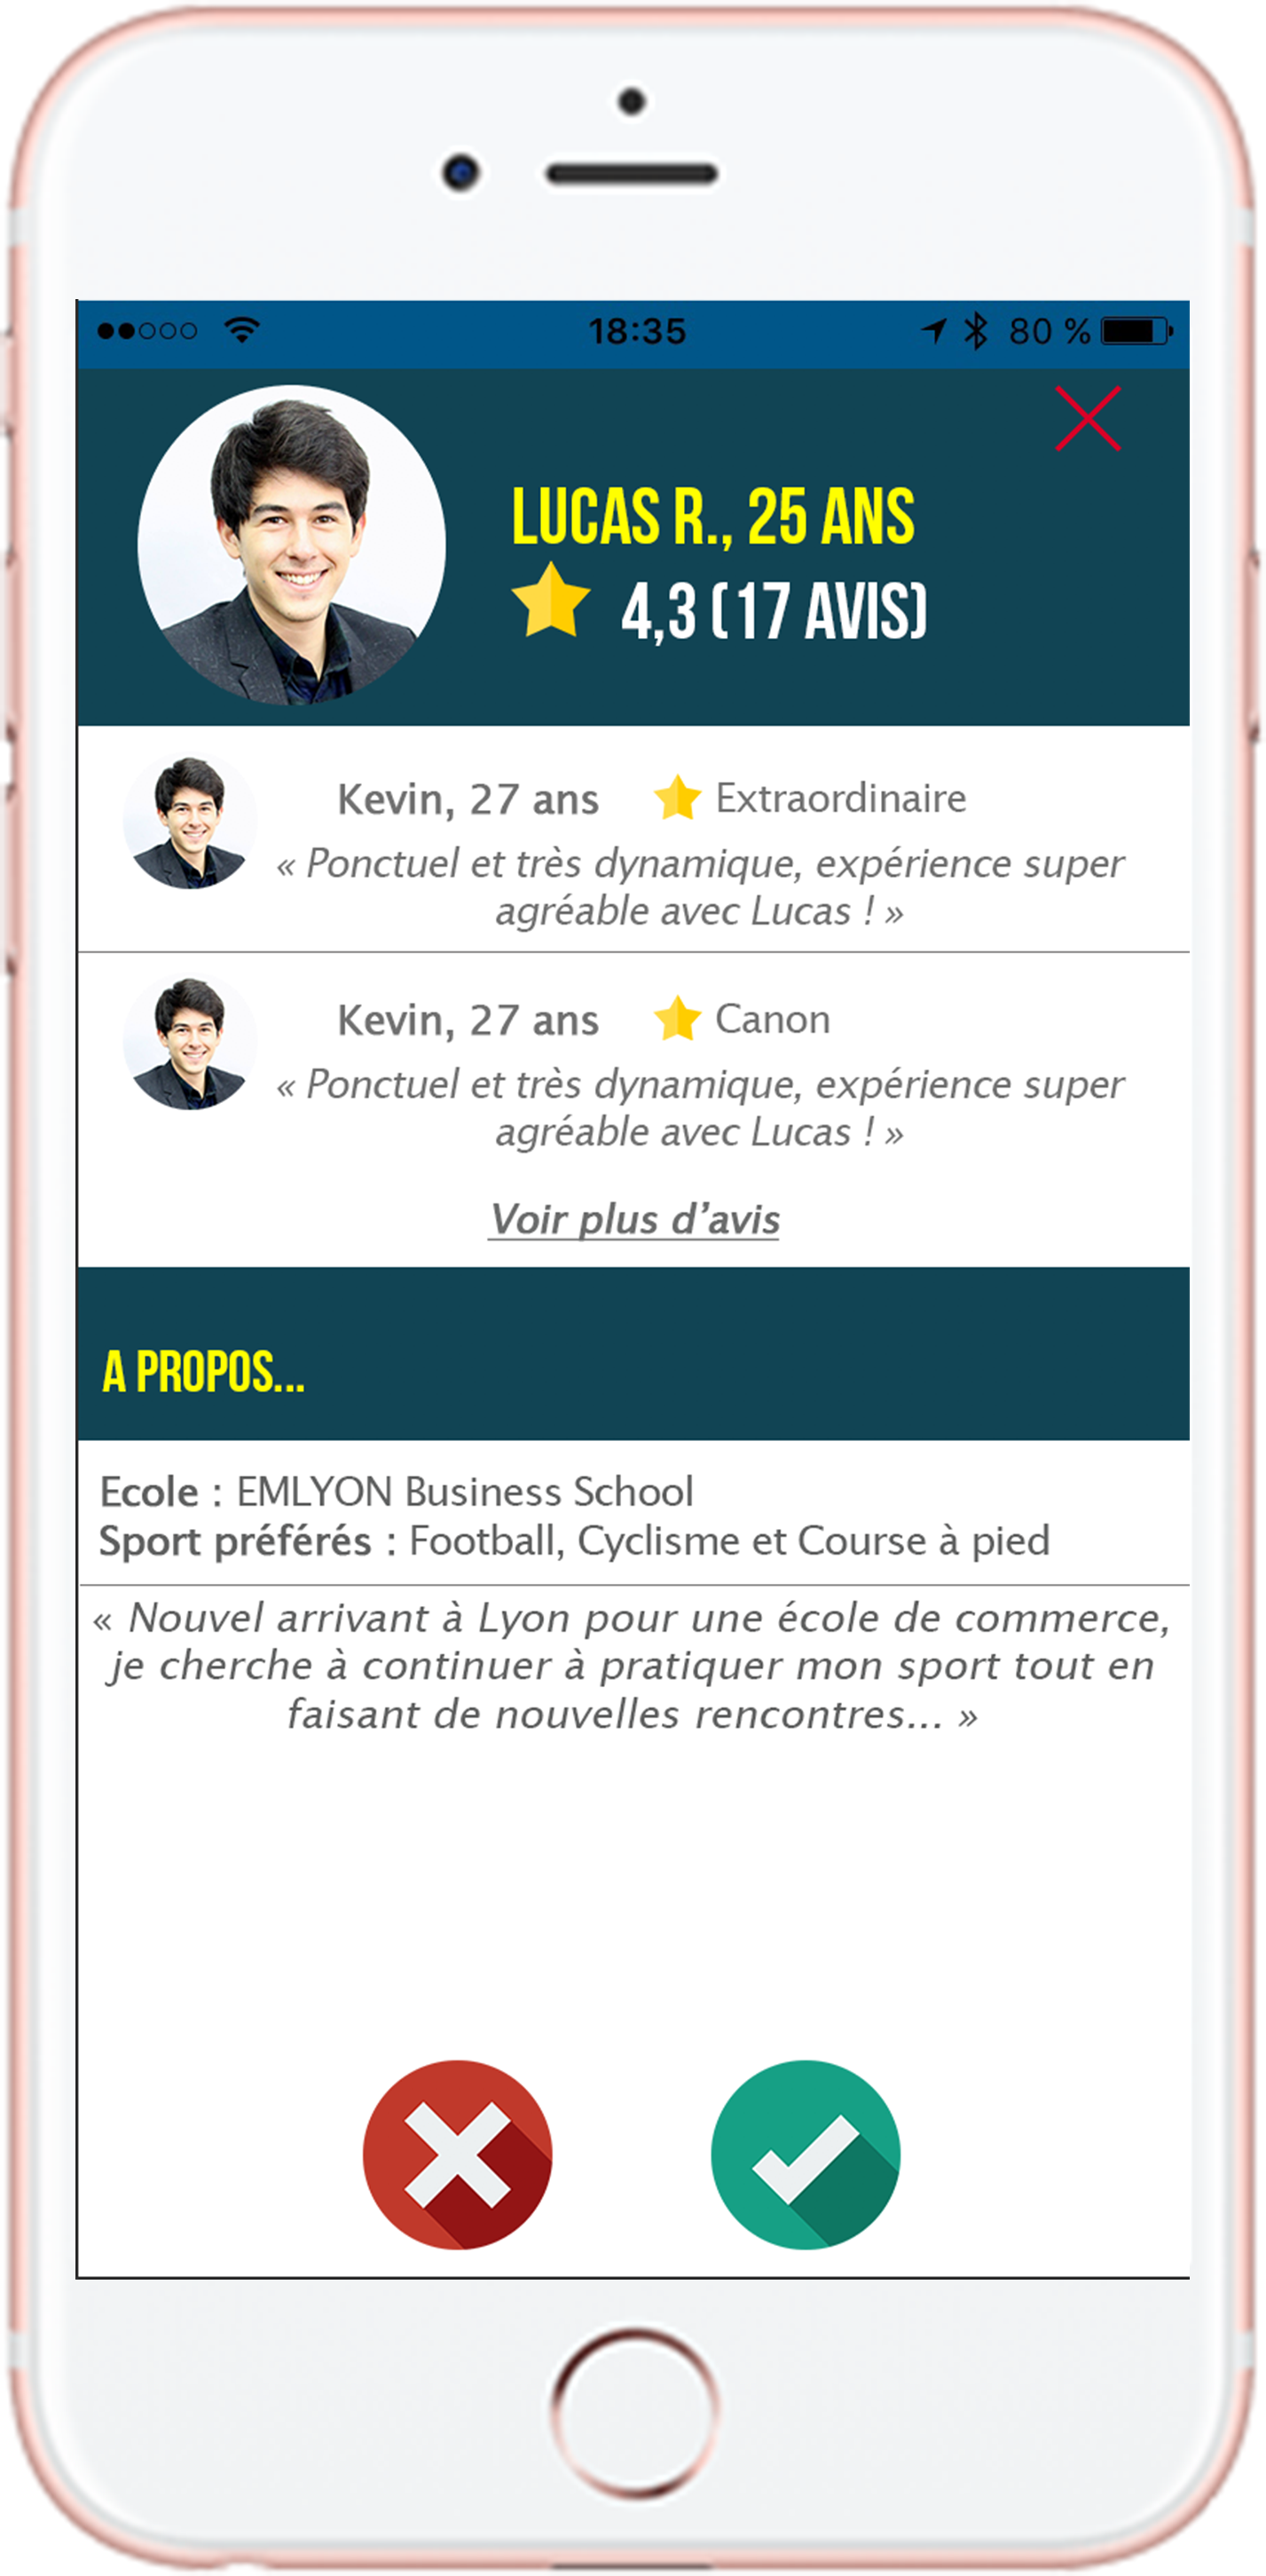 18:35
80 %
LUCAS R., 25 ANS
4,3 (17 AVIS)
Kevin, 27 ans
Extraordinaire
« Ponctuel et très dynamique, expérience super
agréable avec Lucas ! »
Kevin, 27 ans
Canon
« Ponctuel et très dynamique, expérience super
agréable avec Lucas ! »
Voir plus d’avis
A PROPOS...
Ecole : EMLYON Business School
Sport préférés : Football, Cyclisme et Course à pied
« Nouvel arrivant à Lyon pour une école de commerce,
je cherche à continuer à pratiquer mon sport tout en
faisant de nouvelles rencontres... »